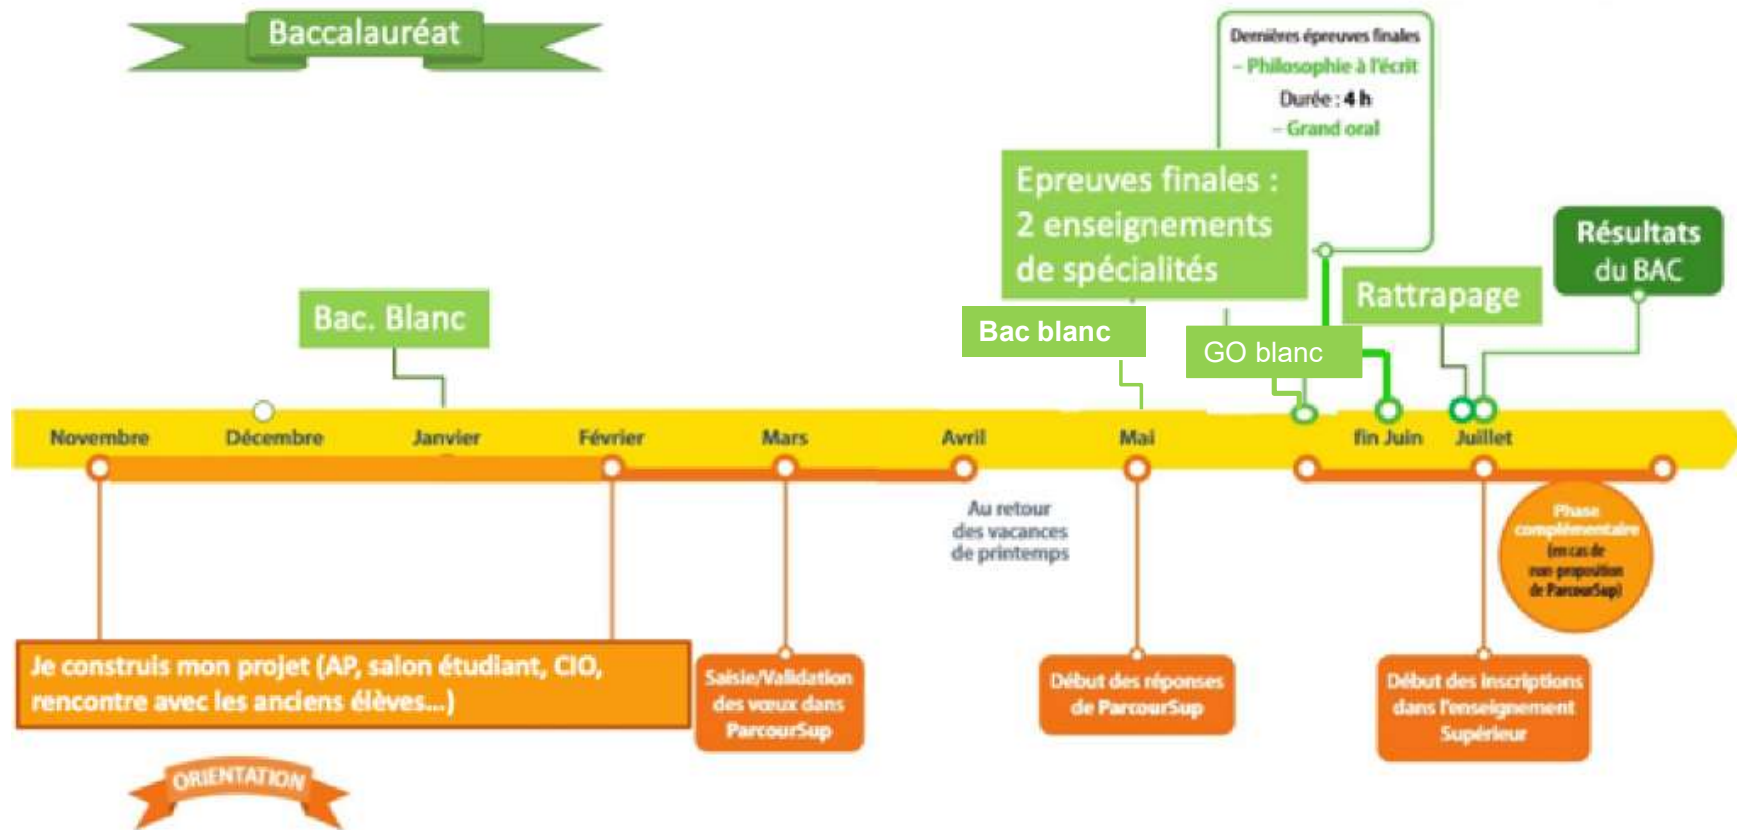 Baccalauréat
Dernières épreuves finales
– Philosophie à l'écrit
Durée : 4 h
– Grand oral
Epreuves finales :
2 enseignements
de spécialités
Résultats
du BAC
Rattrapage
Bac. Blanc
Bac blanc
GO blanc
Novembre
Décembre
Janvier
Février
Mars
Avril
Mai
fin Juin
Juillet
Au retour
des vacances
de printemps
Phase
complémentaire
(en cas de
non proposition
de ParcourSup)
Je construis mon projet (AP, salon étudiant, CIO,
rencontre avec les anciens élèves...)
Saisie/Validation
des vœux dans
ParcourSup
Début des réponses
de ParcourSup
Début des inscriptions
dans l'enseignement
Supérieur
ORIENTATION